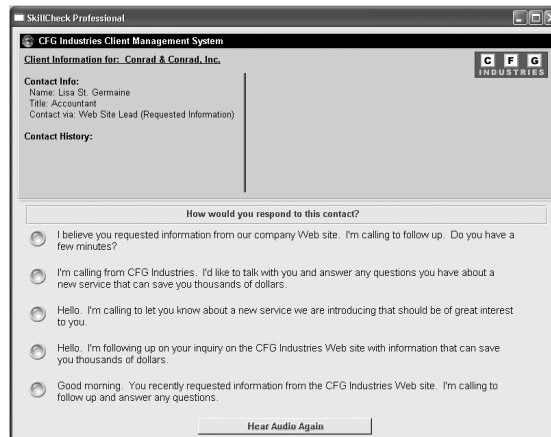 SkillCheck Professional
CFG Industries Client Management System
Client Information for: Conrad & Conrad, Inc.
C F G
INDUSTRIES
Contact Info:
Name: Lisa St. Germaine
Title: Accountant
Contact via: Web Site Lead (Requested Information)
Contact History:
How would you respond to this contact?
I believe you requested information from our company Web site. I'm calling to follow up. Do you have a
few minutes?
I'm calling from CFG Industries. I'd like to talk with you and answer any questions you have about a
new service that can save you thousands of dollars.
Hello. I'm calling to let you know about a new service we are introducing that should be of great interest
to you.
Hello. I'm following up on your inquiry on the CFG Industries Web site with information that can save
you thousands of dollars.
Good morning. You recently requested information from the CFG Industries Web site. I'm calling to
follow up and answer any questions.
Hear Audio Again